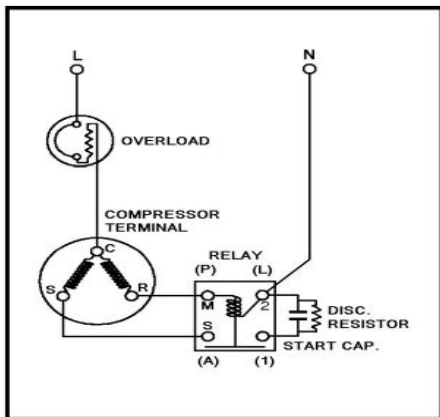 L N
OVERLOAD
COMPRESSOR
TERMINAL
C
S R
RELAY
(P) (L)
M 2
S
(A) (1)
DISC.
RESISTOR
START CAP.